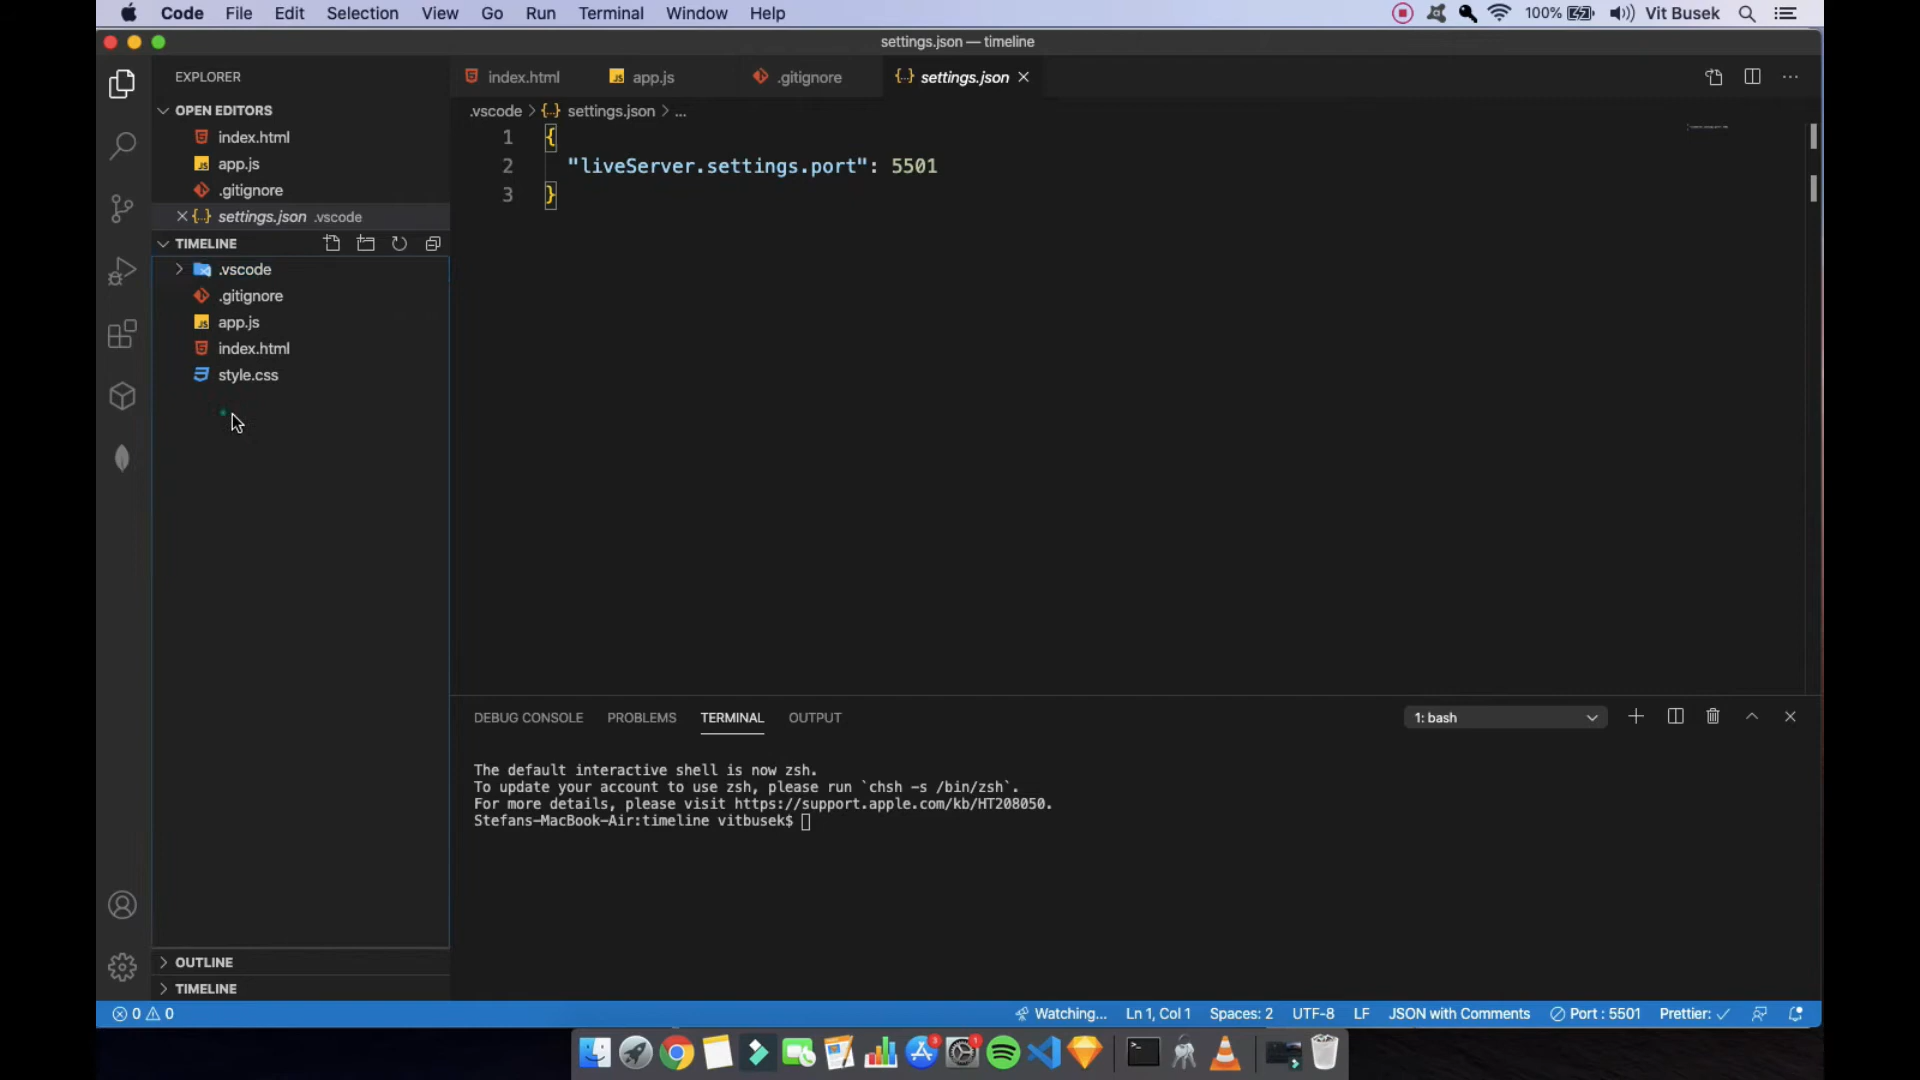 Code File Edit Selection View Go Run Terminal Window Help 100% Vit Busek
settings.json — timeline
EXPLORER
index.html app.js .gitignore settings.json
OPEN EDITORS
index.html
app.js
.gitignore
settings.json .vscode
TIMELINE
.vscode
.gitignore
app.js
index.html
style.css
OUTLINE
TIMELINE
.vscode > settings.json > ...
1 {
2 "liveServer.settings.port": 5501
3 }
DEBUG CONSOLE PROBLEMS TERMINAL OUTPUT 1: bash
The default interactive shell is now zsh.
To update your account to use zsh, please run `chsh -s /bin/zsh`.
For more details, please visit https://support.apple.com/kb/HT208050.
Stefans-MacBook-Air:timeline vitbusek$
0 0 Watching... Ln 1, Col 1 Spaces: 2 UTF-8 LF JSON with Comments Port : 5501 Prettier: ✓